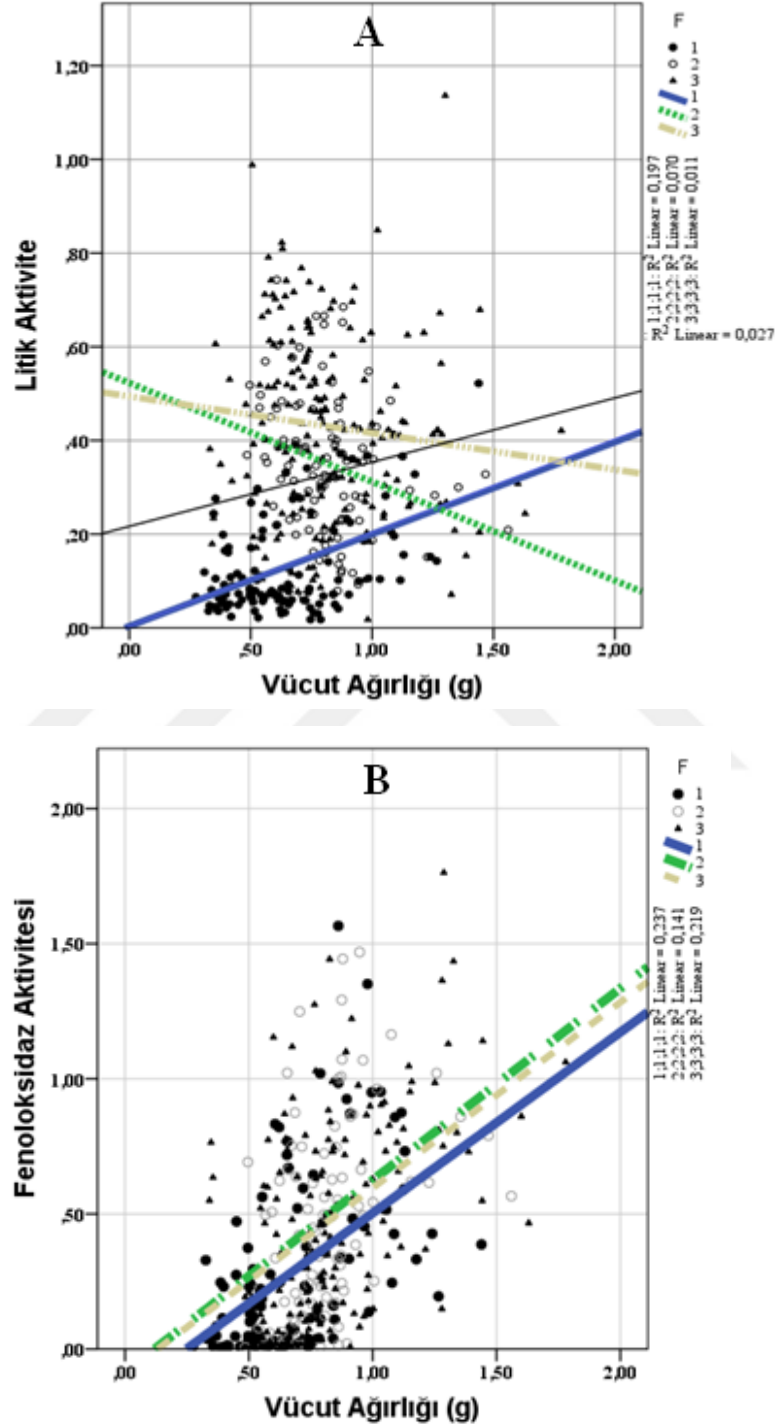 A
F
1
2
3
1
2
3
1;1;1;1: R² Linear = 0,197
2;2;2;2: R² Linear = 0,070
3;3;3;3: R² Linear = 0,011
: R² Linear = 0,027
Litik Aktivite
1,20
1,00
,80
,60
,40
,20
,00
,00 ,50 1,00 1,50 2,00
Vücut Ağırlığı (g)
B
F
1
2
3
1
2
3
1;1;1;1: R² Linear = 0,237
2;2;2;2: R² Linear = 0,141
3;3;3;3: R² Linear = 0,219
Fenoloksidaz Aktivitesi
2,00
1,50
1,00
,50
,00
,00 ,50 1,00 1,50 2,00
Vücut Ağırlığı (g)